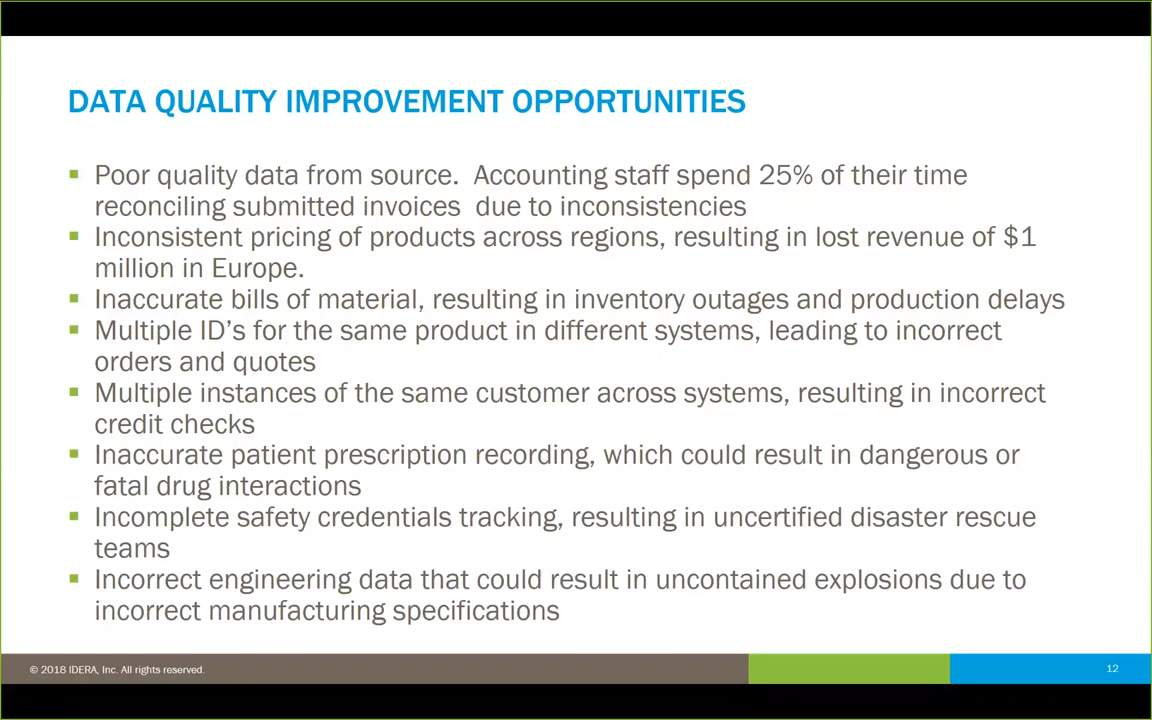 DATA QUALITY IMPROVEMENT OPPORTUNITIES
▪ Poor quality data from source.  Accounting staff spend 25% of their time
reconciling submitted invoices  due to inconsistencies
▪ Inconsistent pricing of products across regions, resulting in lost revenue of $1
million in Europe.
▪ Inaccurate bills of material, resulting in inventory outages and production delays
▪ Multiple ID's for the same product in different systems, leading to incorrect
orders and quotes
▪ Multiple instances of the same customer across systems, resulting in incorrect
credit checks
▪ Inaccurate patient prescription recording, which could result in dangerous or
fatal drug interactions
▪ Incomplete safety credentials tracking, resulting in uncertified disaster rescue
teams
▪ Incorrect engineering data that could result in uncontained explosions due to
incorrect manufacturing specifications
© 2018 IDERA, Inc. All rights reserved.
12